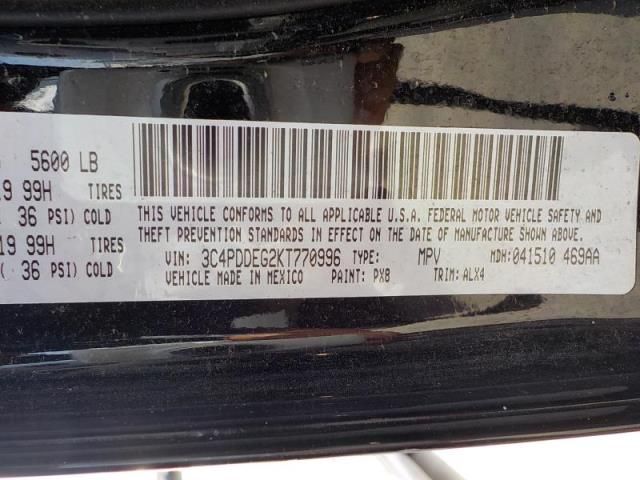 5600 LB
19 99H TIRES
36 PSI) COLD
19 99H TIRES
( 36 PSI) COLD
THIS VEHICLE CONFORMS TO ALL APPLICABLE U.S.A. FEDERAL MOTOR VEHICLE SAFETY AND
THEFT PREVENTION STANDARDS IN EFFECT ON THE DATE OF MANUFACTURE SHOWN ABOVE.
VIN: 3C4PDDEG2KT770996 TYPE: MPV MDH:041510 469AA
VEHICLE MADE IN MEXICO PAINT: PX8 TRIM:ALX4